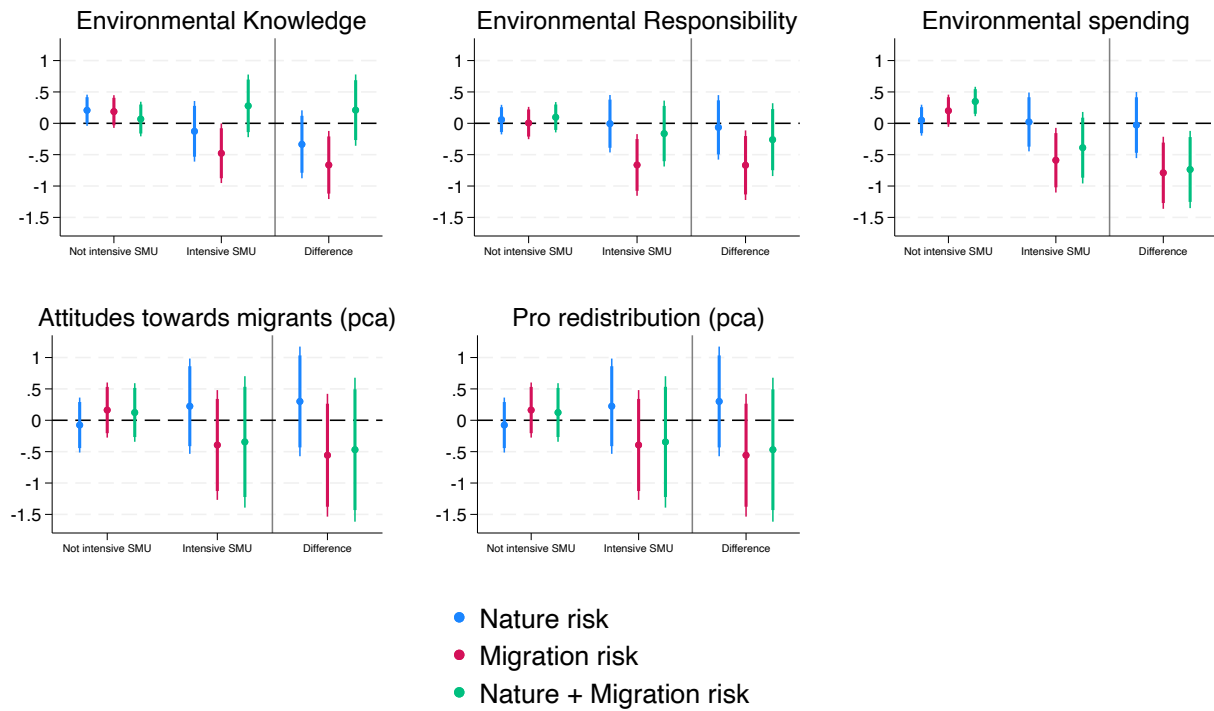 Environmental Knowledge
1
.5
0
-.5
-1
-1.5
Not intensive SMU
Intensive SMU
Difference
Environmental Responsibility
1
.5
0
-.5
-1
-1.5
Not intensive SMU
Intensive SMU
Difference
Environmental spending
1
.5
0
-.5
-1
-1.5
Not intensive SMU
Intensive SMU
Difference
Attitudes towards migrants (pca)
1
.5
0
-.5
-1
-1.5
Not intensive SMU
Intensive SMU
Difference
Pro redistribution (pca)
1
.5
0
-.5
-1
-1.5
Not intensive SMU
Intensive SMU
Difference
Nature risk
Migration risk
Nature + Migration risk